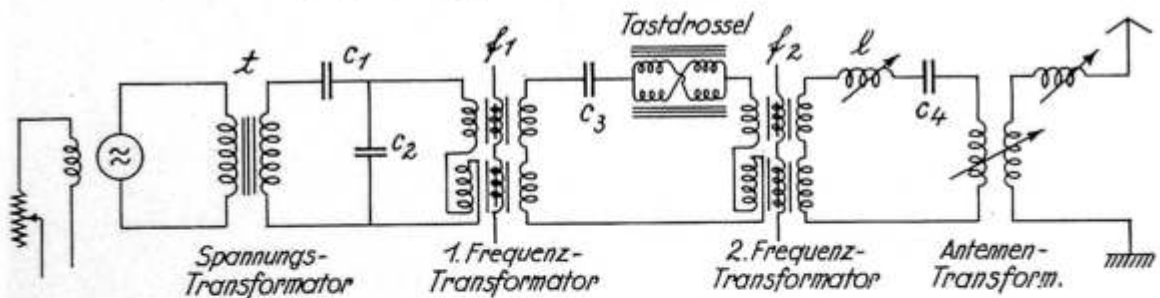 Tastdrossel
t
C1
f1
f2
l
C2
C3
C4
Spannungs-
Transformator
1. Frequenz-
Transformator
2. Frequenz-
Transformator
Antennen-
Transform.